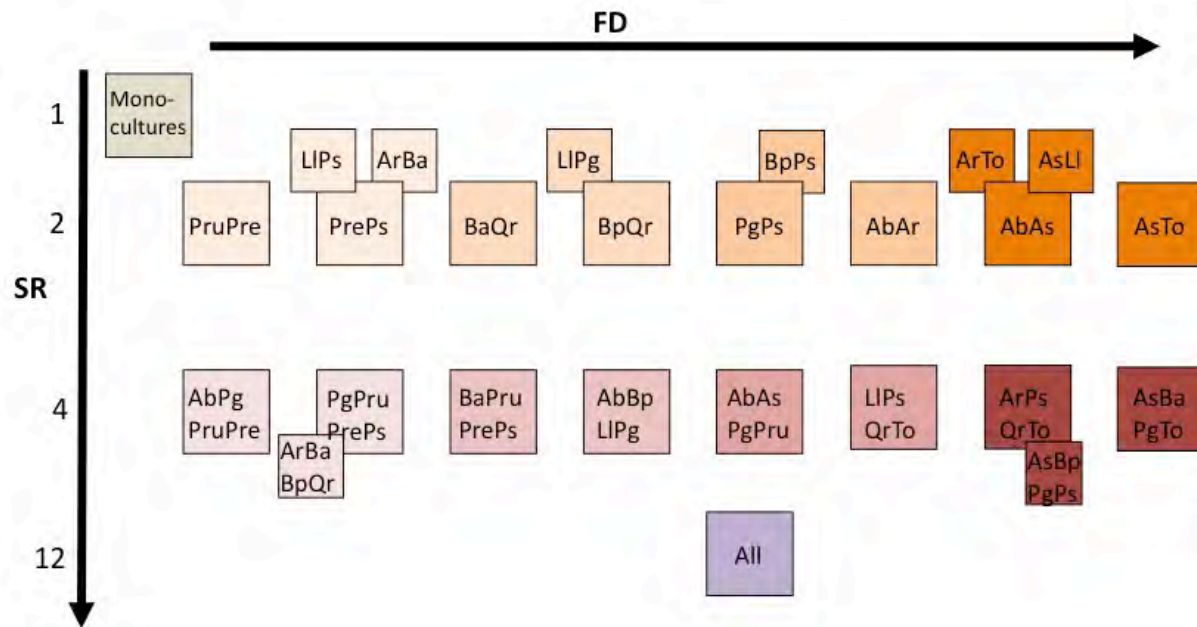 FD
1
Mono-
cultures
LlPs
ArBa
LlPg
BpPs
ArTo
AsLl
2
PruPre
PrePs
BaQr
BpQr
PgPs
AbAr
AbAs
AsTo
SR
4
AbPg
PruPre
PgPru
PrePs
BaPru
PrePs
AbBp
LlPg
AbAs
PgPru
LlPs
QrTo
ArPs
QrTo
AsBa
PgTo
ArBa
BpQr
AsBp
PgPs
12
All